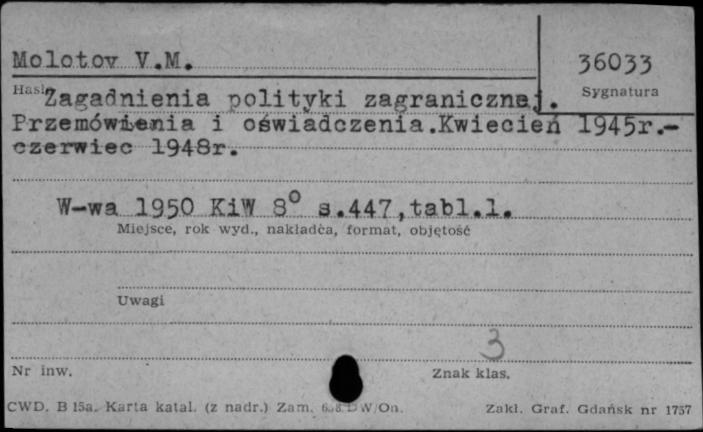 Molotov V.M.
36033
Hasło
Sygnatura
Zagadnienia polityki zagranicznej.
Przemówienia i oświadczenia.Kwiecień 1945r.-
czerwiec 1948r.
W-wa 1950 KiW 8° s.447,tabl.1.
Miejsce, rok wyd., nakładca, format, objętość
Uwagi
3
Nr inw.
Znak klas.
CWD. B 15a. Karta katal. (z nadr.) Zam. DW/On.
Zakł. Graf. Gdańsk nr 1757